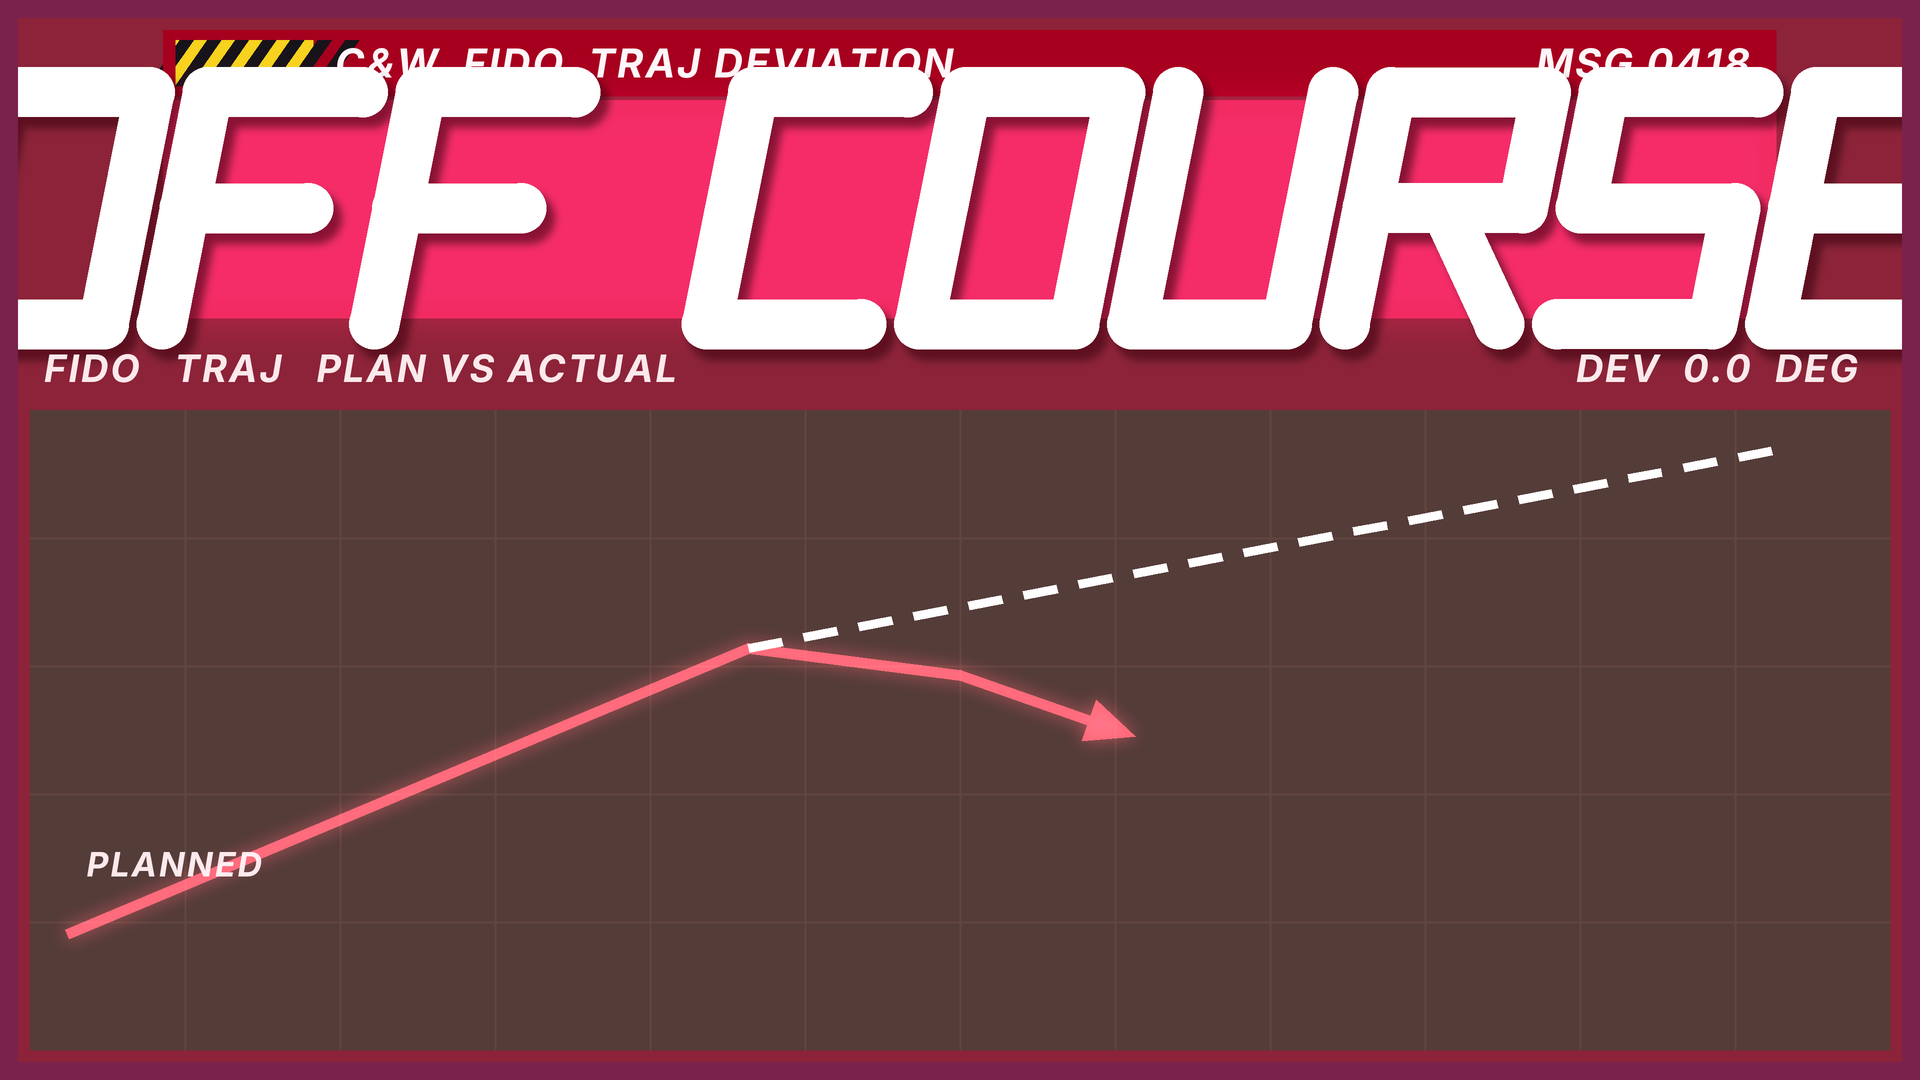 C&W FIDO TRAJ DEVIATION MSG 0418
OFF COURSE
FIDO TRAJ PLAN VS ACTUAL DEV 0.0 DEG
PLANNED